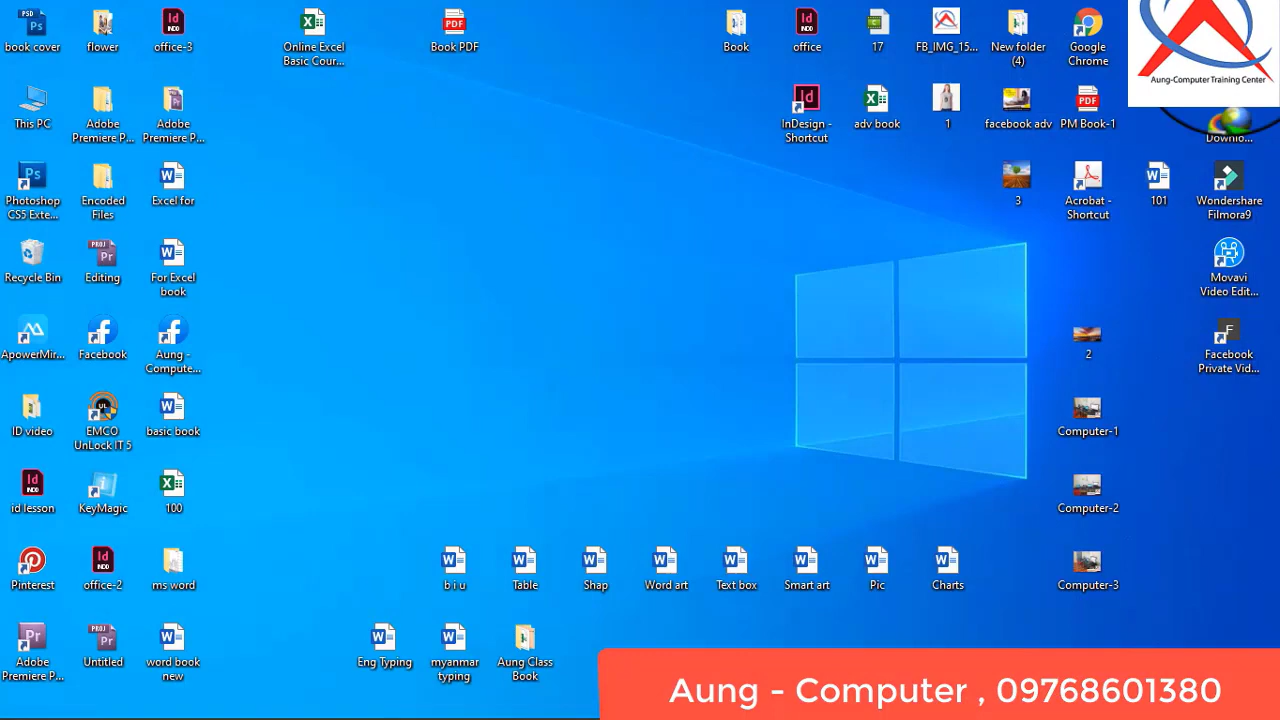 book cover
flower
office-3
Online Excel
Basic Cour...
Book PDF
Book
office
17
FB_IMG_15...
New folder
(4)
Google
Chrome
Aung-Computer Training Center
This PC
Adobe
Premiere P...
Adobe
Premiere P...
InDesign -
Shortcut
adv book
1
facebook adv
PM Book-1
Downlo...
Photoshop
CS5 Exte...
Encoded
Files
Excel for
3
Acrobat -
Shortcut
101
Wondershare
Filmora9
Recycle Bin
Editing
For Excel
book
Movavi
Video Edit...
ApowerMir...
Facebook
Aung -
Compute...
2
Facebook
Private Vid...
ID video
EMCO
UnLock IT 5
basic book
Computer-1
id lesson
KeyMagic
100
Computer-2
Pinterest
office-2
ms word
b i u
Table
Shap
Word art
Text box
Smart art
Pic
Charts
Computer-3
Adobe
Premiere P...
Untitled
word book
new
Eng Typing
myanmar
typing
Aung Class
Book
Aung - Computer , 09768601380